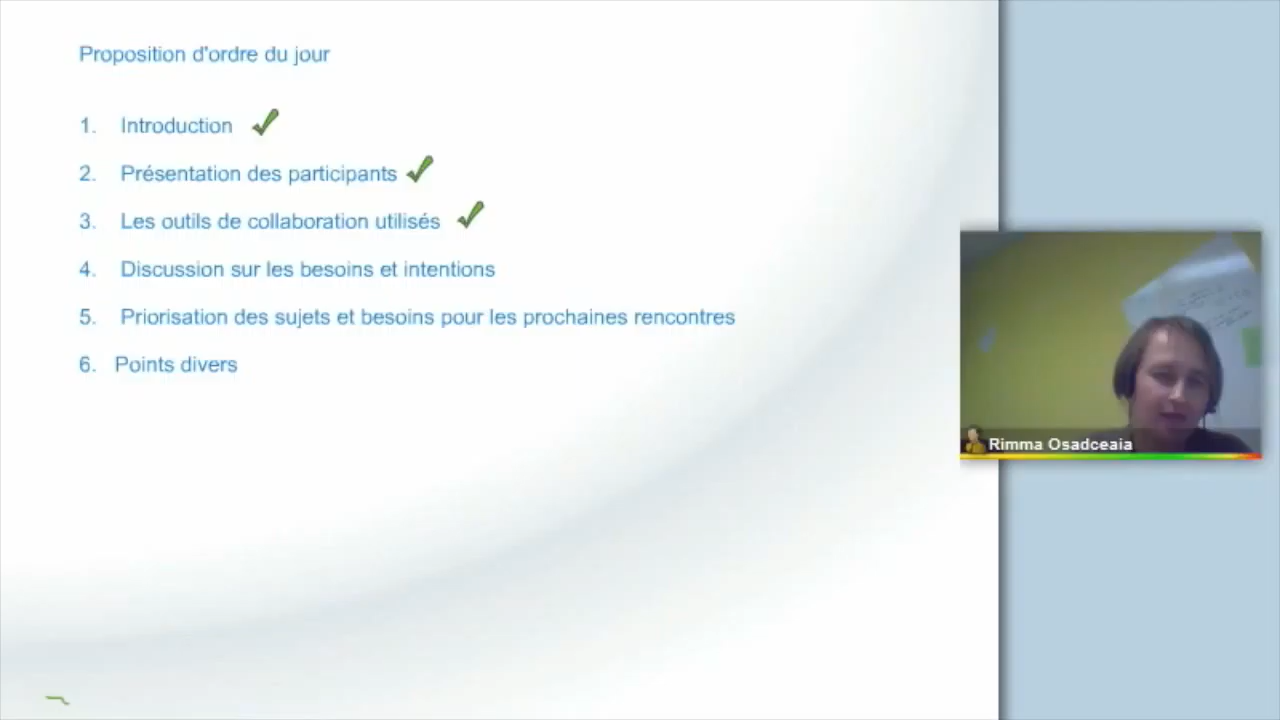 Proposition d'ordre du jour
1. Introduction
2. Présentation des participants
3. Les outils de collaboration utilisés
4. Discussion sur les besoins et intentions
5. Priorisation des sujets et besoins pour les prochaines rencontres
6. Points divers
Rimma Osadceaia